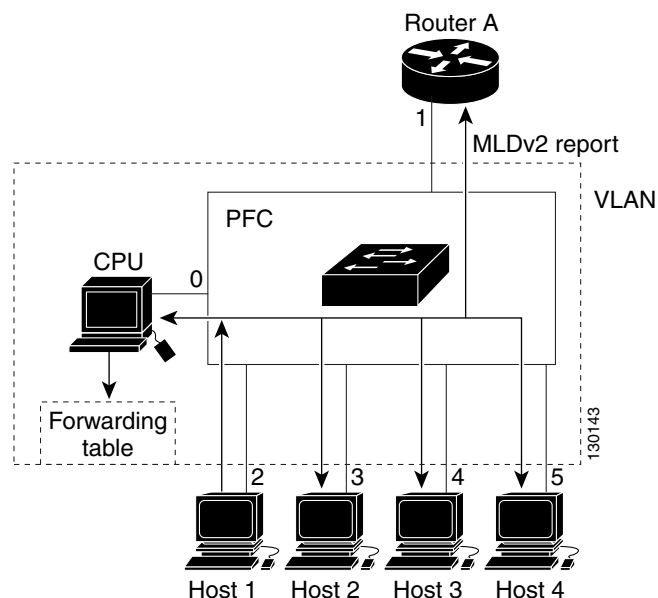 Router A
1
MLDv2 report
VLAN
PFC
CPU
0
Forwarding
table
130143
2
3
4
5
Host 1
Host 2
Host 3
Host 4